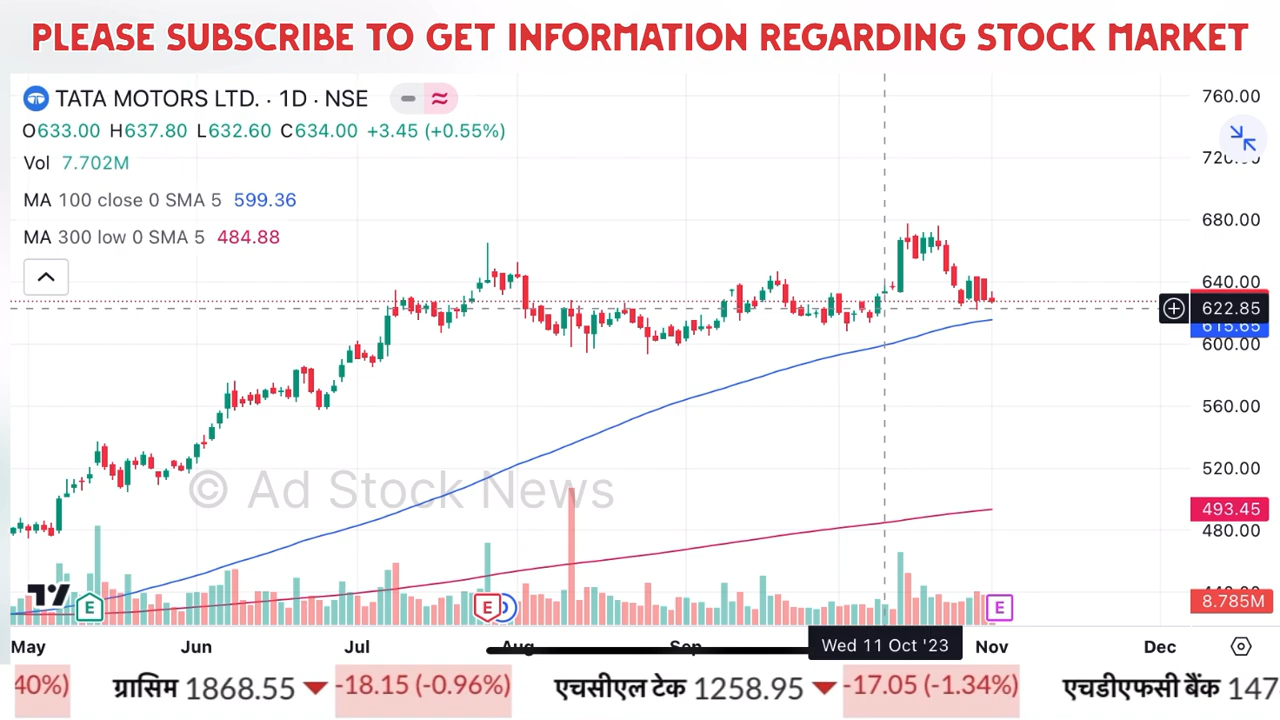 PLEASE SUBSCRIBE TO GET INFORMATION REGARDING STOCK MARKET
TATA MOTORS LTD. · 1D · NSE
O633.00 H637.80 L632.60 C634.00 +3.45 (+0.55%)
Vol 7.702M
MA 100 close 0 SMA 5 599.36
MA 300 low 0 SMA 5 484.88
760.00
720.00
680.00
640.00
622.85
615.65
600.00
560.00
520.00
493.45
480.00
8.785M
© Ad Stock News
E
E
E
May Jun Jul Aug Sep Wed 11 Oct '23 Nov Dec
40%) ग्रासिम 1868.55 -18.15 (-0.96%) एचसीएल टेक 1258.95 -17.05 (-1.34%) एचडीएफसी बैंक 147